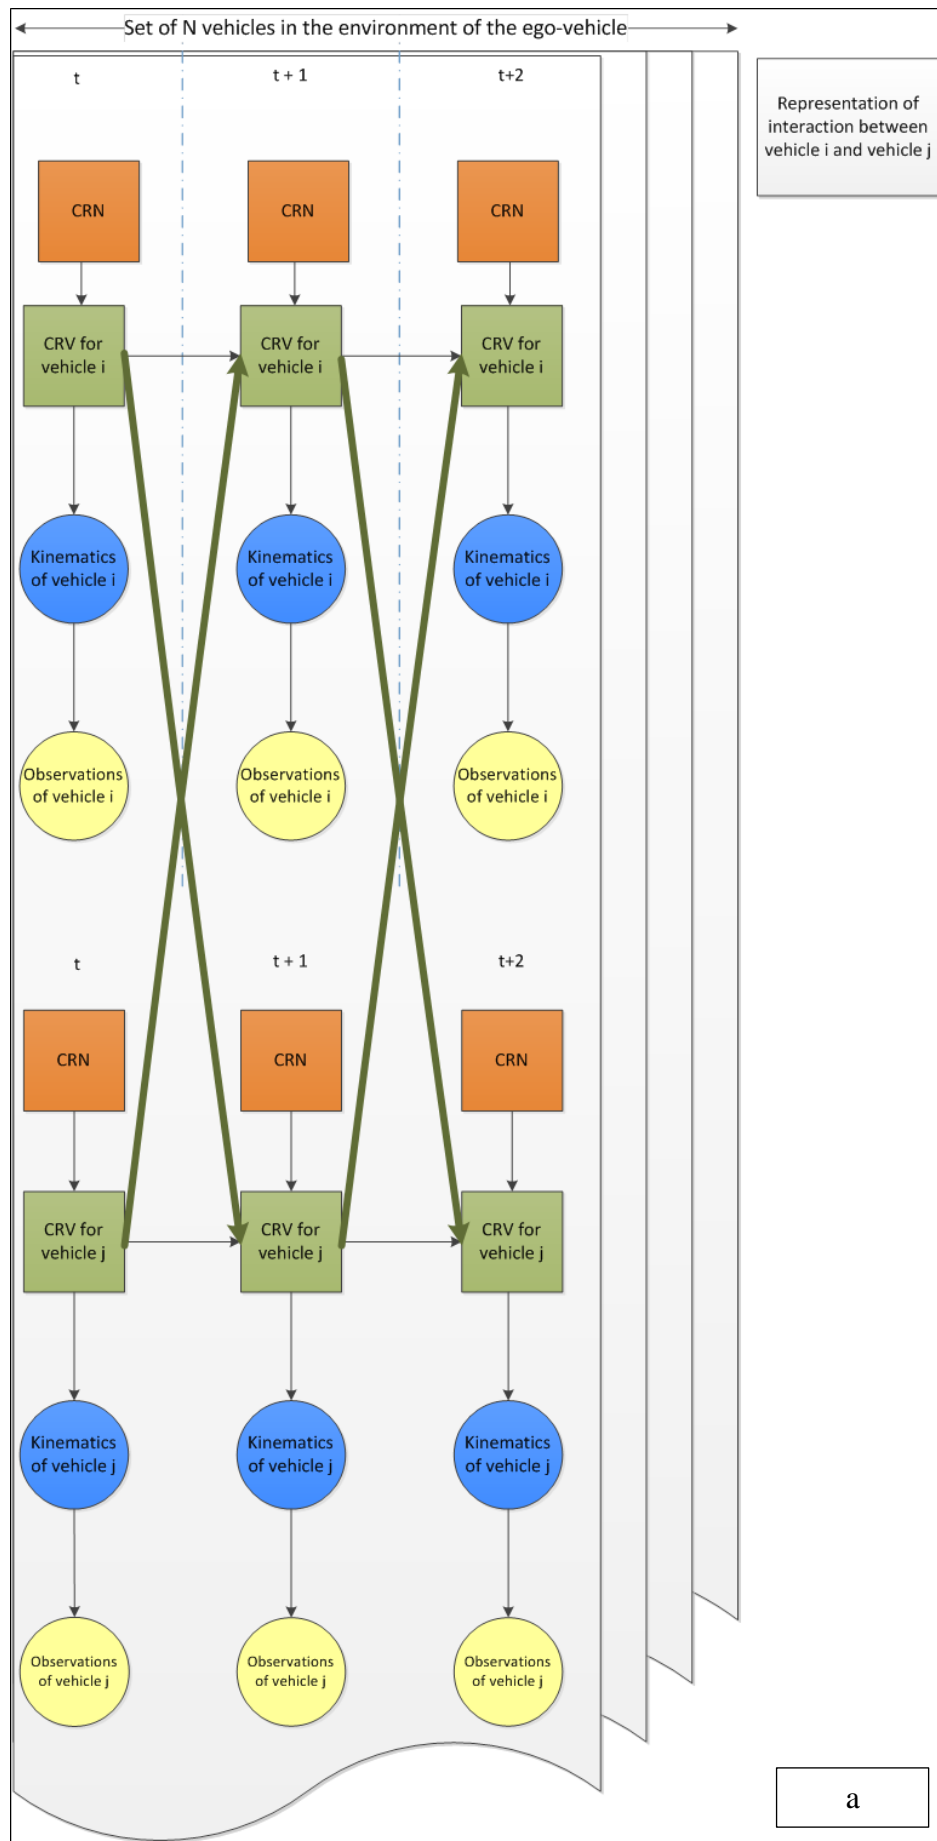 Set of N vehicles in the environment of the ego-vehicle
t
t + 1
t+2
Representation of
interaction between
vehicle i and vehicle j
CRN
CRN
CRN
CRV for
vehicle i
CRV for
vehicle i
CRV for
vehicle i
Kinematics
of vehicle i
Kinematics
of vehicle i
Kinematics
of vehicle i
Observations
of vehicle i
Observations
of vehicle i
Observations
of vehicle i
t
t + 1
t+2
CRN
CRN
CRN
CRV for
vehicle j
CRV for
vehicle j
CRV for
vehicle j
Kinematics
of vehicle j
Kinematics
of vehicle j
Kinematics
of vehicle j
Observations
of vehicle j
Observations
of vehicle j
Observations
of vehicle j
a